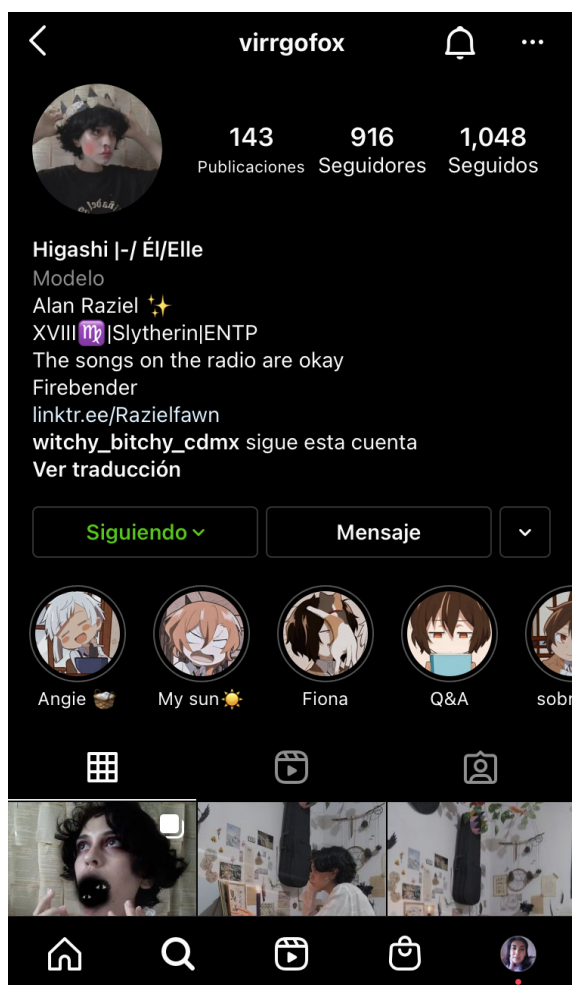 virrgofox
143 916 1,048
Publicaciones Seguidores Seguidos
Higashi |-/ Él/Elle
Modelo
Alan Raziel ✨
XVIII♍|Slytherin|ENTP
The songs on the radio are okay
Firebender
linktr.ee/Razielfawn
witchy_bitchy_cdmx sigue esta cuenta
Ver traducción
Siguiendo Mensaje
Angie 🧺 My sun☀️ Fiona Q&A sobr